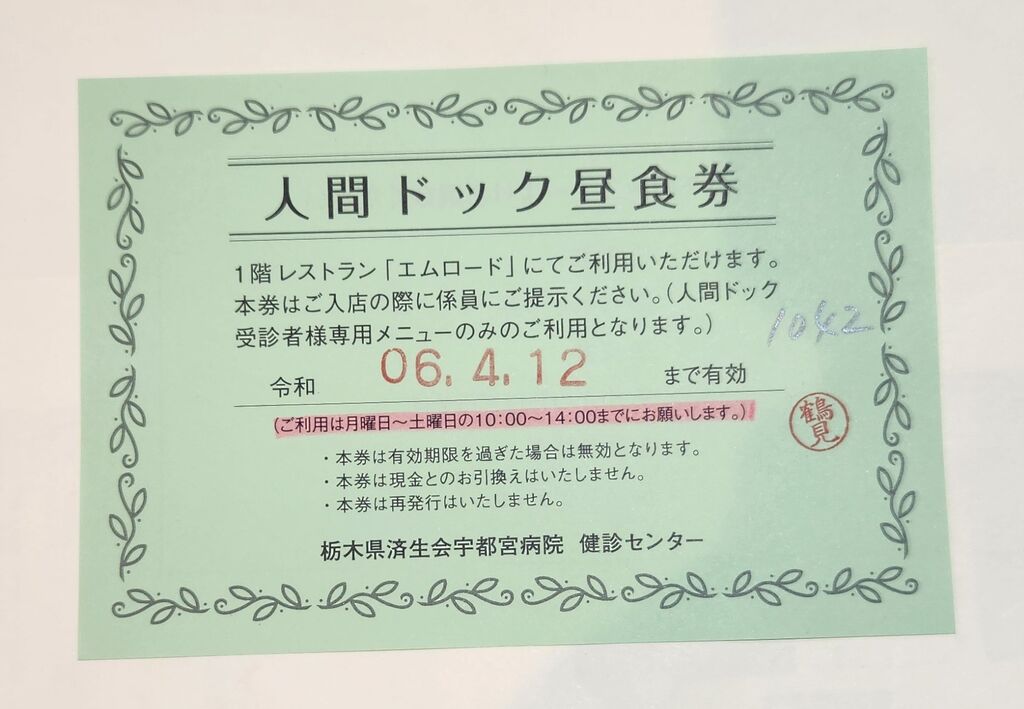 人間ドック昼食券
1階レストラン「エムロード」にてご利用いただけます。
本券はご入店の際に係員にご提示ください。(人間ドック
受診者様専用メニューのみのご利用となります。)
1042
令和 06.4.12 まで有効
(ご利用は月曜日～土曜日の10:00～14:00までにお願いします。)
鶴見
・本券は有効期限を過ぎた場合は無効となります。
・本券は現金とのお引換えはいたしません。
・本券は再発行はいたしません。
栃木県済生会宇都宮病院 健診センター